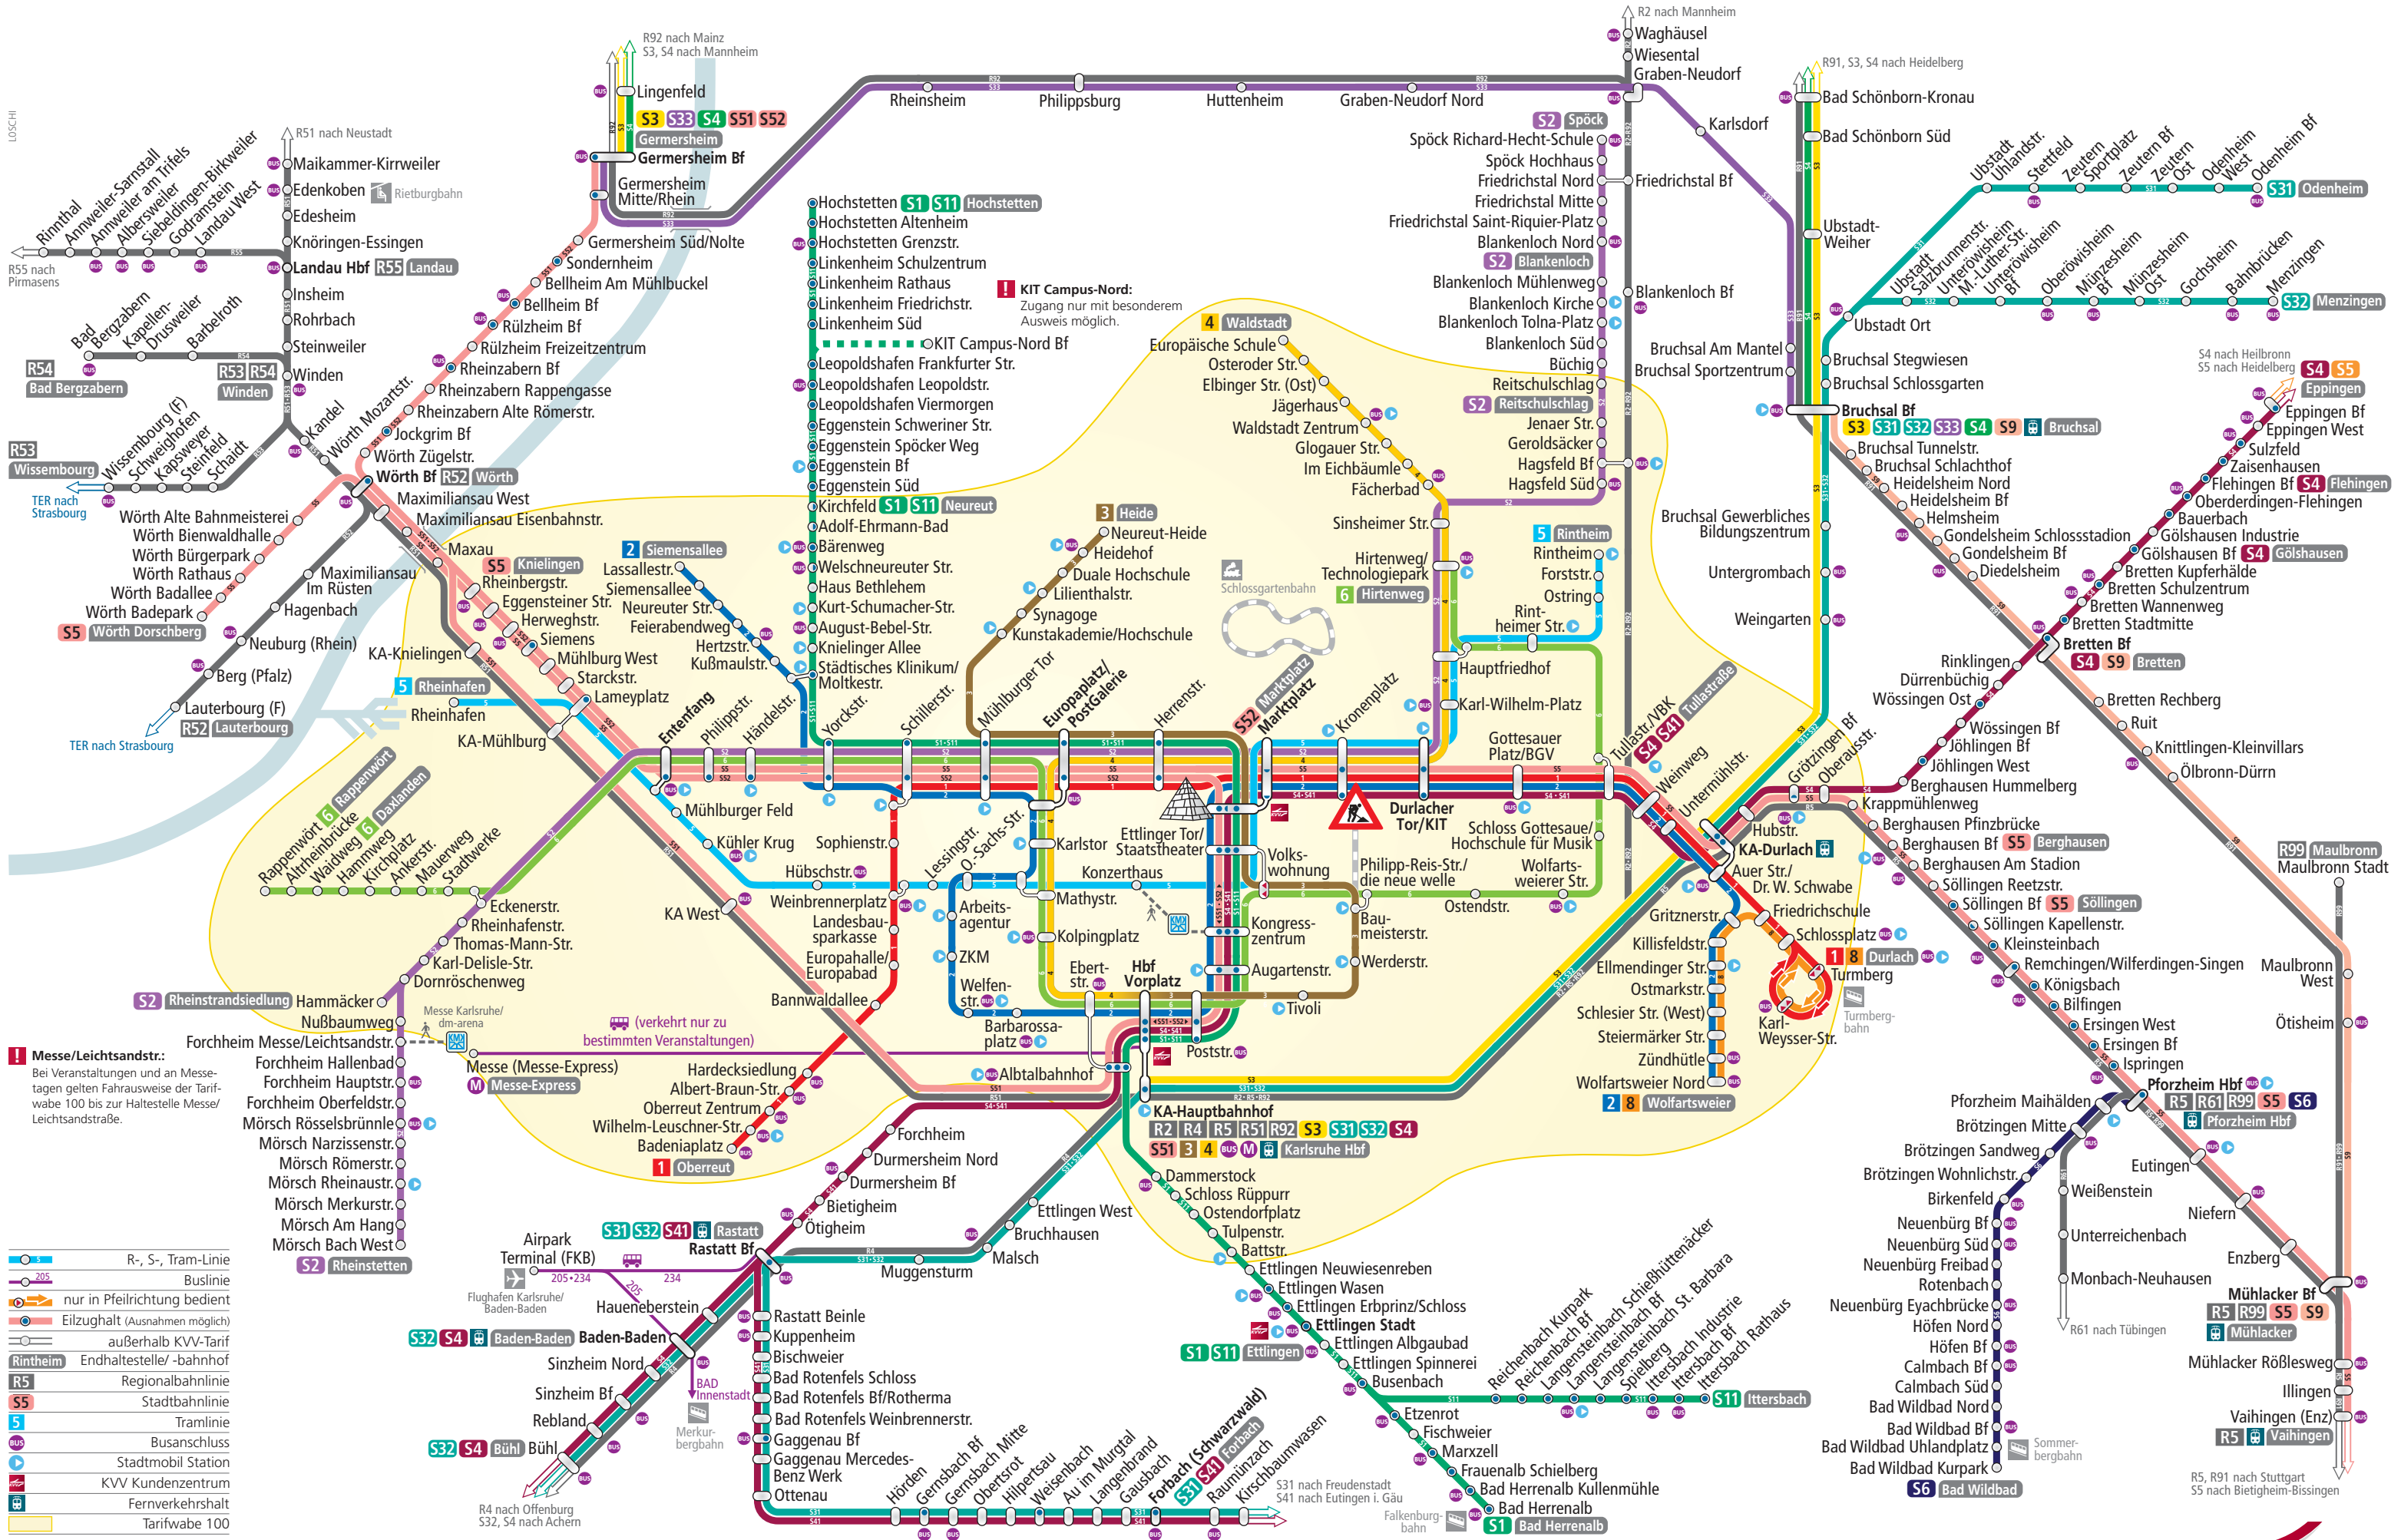 LOSCHI
R92 nach Mainz
S3, S4 nach Mannheim
Lingenfeld
S3 S33 S4 S51 S52
Germersheim
Germersheim Bf
Germersheim
Mitte/Rhein
Germersheim Süd/Nolte
Sondernheim
Bellheim Am Mühlbuckel
Bellheim Bf
Rülzheim Bf
Rülzheim Freizeitzentrum
Rheinzabern Bf
Rheinzabern Rappengasse
Rheinzabern Alte Römerstr.
Jockgrim Bf
Wörth Zügelstr.
Wörth Mozartstr.
Wörth Bf R52 Wörth
R51 nach Neustadt
Maikammer-Kirrweiler
Edenkoben
Rietburgbahn
Edesheim
Knöringen-Essingen
Landau Hbf R55 Landau
Insheim
Rohrbach
Steinweiler
Winden
R53 R54
Winden
Kandel
Rinnthal
Annweiler-Sarnstall
Annweiler am Trifels
Albersweiler
Siebeldingen-Birkweiler
Godramstein
Landau West
R55 nach
Pirmasens
Bad
Bergzabern
Kapellen-
Drusweiler
Barbelroth
R54
Bad Bergzabern
R53
Wissembourg
Wissembourg (F)
Schweighofen
Kapsweyer
Steinfeld
Schaidt
TER nach
Strasbourg
Maximiliansau West
Maximiliansau Eisenbahnstr.
Maxau
Wörth Alte Bahnmeisterei
Wörth Bienwaldhalle
Wörth Bürgerpark
Wörth Rathaus
Wörth Badallee
Wörth Badepark
S5 Wörth Dorschberg
Maximiliansau
Im Rüsten
Hagenbach
Neuburg (Rhein)
Berg (Pfalz)
Lauterbourg (F)
R52 Lauterbourg
TER nach Strasbourg
S5 Knielingen
Rheinbergstr.
Eggensteiner Str.
Herweghstr.
Siemens
Mühlburg West
Starckstr.
Lameyplatz
KA-Knielingen
KA-Mühlburg
5 Rheinhafen
Rheinhafen
2 Siemensallee
Lassallestr.
Siemensallee
Neureuter Str.
Feierabendweg
Hertzstr.
Kußmaulstr.
Hochstetten S1 S11 Hochstetten
Hochstetten Altenheim
Hochstetten Grenzstr.
Linkenheim Schulzentrum
Linkenheim Rathaus
Linkenheim Friedrichstr.
Linkenheim Süd
KIT Campus-Nord Bf
Leopoldshafen Frankfurter Str.
Leopoldshafen Leopoldstr.
Leopoldshafen Viermorgen
Eggenstein Schweriner Str.
Eggenstein Spöcker Weg
Eggenstein Bf
Eggenstein Süd
Kirchfeld S1 S11 Neureut
Adolf-Ehrmann-Bad
Bärenweg
Welschneureuter Str.
Haus Bethlehem
Kurt-Schumacher-Str.
August-Bebel-Str.
Knielinger Allee
Städtisches Klinikum/
Moltkestr.
! KIT Campus-Nord:
Zugang nur mit besonderem
Ausweis möglich.
Rheinsheim
Philippsburg
Huttenheim
Graben-Neudorf Nord
R2 nach Mannheim
Waghäusel
Wiesental
Graben-Neudorf
Karlsdorf
S2 Spöck
Spöck Richard-Hecht-Schule
Spöck Hochhaus
Friedrichstal Nord
Friedrichstal Bf
Friedrichstal Mitte
Friedrichstal Saint-Riquier-Platz
Blankenloch Nord
S2 Blankenloch
Blankenloch Mühlenweg
Blankenloch Bf
Blankenloch Kirche
Blankenloch Tolna-Platz
Blankenloch Süd
Büchig
Reitschulschlag
S2 Reitschulschlag
Jenaer Str.
Geroldsäcker
Hagsfeld Bf
Hagsfeld Süd
4 Waldstadt
Europäische Schule
Osteroder Str.
Elbinger Str. (Ost)
Jägerhaus
Waldstadt Zentrum
Glogauer Str.
Im Eichbäumle
Fächerbad
Sinsheimer Str.
Hirtenweg/
Technologiepark
6 Hirtenweg
3 Heide
Neureut-Heide
Heidehof
Duale Hochschule
Lilienthalstr.
Synagoge
Kunstakademie/Hochschule
Schlossgartenbahn
5 Rintheim
Rintheim
Forststr.
Ostring
Rint-
heimer Str.
Hauptfriedhof
Karl-Wilhelm-Platz
R91, S3, S4 nach Heidelberg
Bad Schönborn-Kronau
Bad Schönborn Süd
Ubstadt-
Weiher
Ubstadt
Uhlandstr.
Stettfeld
Zeutern
Sportplatz
Zeutern Bf
Zeutern
Ost
Odenheim
West
Odenheim Bf
S31 Odenheim
Ubstadt
Salzbrunnenstr.
Unteröwisheim
M.-Luther-Str.
Unteröwisheim
Bf
Oberöwisheim
Münzesheim
Bf
Münzesheim
Ost
Gochsheim
Bahnbrücken
Menzingen
S32 Menzingen
Ubstadt Ort
Bruchsal Am Mantel
Bruchsal Sportzentrum
Bruchsal Stegwiesen
Bruchsal Schlossgarten
Bruchsal Bf
S3 S31 S32 S33 S4 S9 Bruchsal
Bruchsal Tunnelstr.
Bruchsal Schlachthof
Heidelsheim Nord
Heidelsheim Bf
Helmsheim
Gondelsheim Schlossstadion
Gondelsheim Bf
Diedelsheim
Bruchsal Gewerbliches
Bildungszentrum
Untergrombach
Weingarten
S4 nach Heilbronn
S5 nach Heidelberg
S4 S5
Eppingen
Eppingen Bf
Eppingen West
Sulzfeld
Zaisenhausen
Flehingen Bf S4 Flehingen
Oberderdingen-Flehingen
Bauerbach
Gölshausen Industrie
Gölshausen Bf S4 Gölshausen
Bretten Kupferhälde
Bretten Schulzentrum
Bretten Wannenweg
Bretten Stadtmitte
Bretten Bf
S4 S9 Bretten
Rinklingen
Dürrenbüchig
Wössingen Ost
Wössingen Bf
Jöhlingen Bf
Jöhlingen West
Berghausen Hummelberg
Bretten Rechberg
Ruit
Knittlingen-Kleinvillars
Ölbronn-Dürrn
R99 Maulbronn
Maulbronn Stadt
Maulbronn
West
Ötisheim
Entenfang
Philippstr.
Händelstr.
Yorckstr.
Schillerstr.
Mühlburger Tor
Europaplatz/
PostGalerie
Herrenstr.
S52 Marktplatz
Marktplatz
Kronenplatz
Durlacher
Tor/KIT
Gottesauer
Platz/BGV
Tullastr./VBK
S4 S41 Tullastraße
Weinweg
Untermühlstr.
Grötzingen Bf
Oberausstr.
Krappmühlenweg
Hubstr.
KA-Durlach
Auer Str./
Dr. W. Schwabe
Friedrichschule
Schlossplatz
1 8 Durlach
Turmberg
Turmberg-
bahn
Karl-
Weysser-Str.
Gritznerstr.
Killisfeldstr.
Ellmendinger Str.
Ostmarkstr.
Schlesier Str. (West)
Steiermärker Str.
Zündhütle
Wolfartsweier Nord
2 8 Wolfartsweier
Mühlburger Feld
Kühler Krug
Hübschstr.
Sophienstr.
Weinbrennerplatz
Landesbau-
sparkasse
Europahalle/
Europabad
Bannwaldallee
Lessingstr.
O.-Sachs-Str.
Karlstor
Mathystr.
Arbeits-
agentur
Kolpingplatz
ZKM
Welfen-
str.
Barbarossa-
platz
Ebert-
str.
Hbf
Vorplatz
Ettlinger Tor/
Staatstheater
Konzerthaus
Volks-
wohnung
Kongress-
zentrum
Augartenstr.
Poststr.
Tivoli
Werderstr.
Bau-
meisterstr.
Philipp-Reis-Str./
die neue welle
Ostendstr.
Wolfarts-
weierer Str.
Schloss Gottesaue/
Hochschule für Musik
KA West
Rappenwört 6 Rappenwört
Altrheinbrücke
Waidweg 6 Daxlanden
Hammweg
Kirchplatz
Ankerstr.
Mauerweg
Stadtwerke
Eckenerstr.
Rheinhafenstr.
Thomas-Mann-Str.
Karl-Delisle-Str.
Dornröschenweg
S2 Rheinstrandsiedlung Hammäcker
Nußbaumweg
Forchheim Messe/Leichtsandstr.
Messe Karlsruhe/
dm-arena
Forchheim Hallenbad
Forchheim Hauptstr.
Forchheim Oberfeldstr.
Mörsch Rösselsbrünnle
Mörsch Narzissenstr.
Mörsch Römerstr.
Mörsch Rheinaustr.
Mörsch Merkurstr.
Mörsch Am Hang
Mörsch Bach West
S2 Rheinstetten
(verkehrt nur zu
bestimmten Veranstaltungen)
Messe (Messe-Express)
M Messe-Express
Hardecksiedlung
Albert-Braun-Str.
Oberreut Zentrum
Wilhelm-Leuschner-Str.
Badeniaplatz
1 Oberreut
Albtalbahnhof
KA-Hauptbahnhof
R2 R4 R5 R51 R92 S3 S31 S32 S4
S51 3 4 BUS M Karlsruhe Hbf
Forchheim
Durmersheim Nord
Durmersheim Bf
Bietigheim
Ötigheim
S31 S32 S41 Rastatt
Rastatt Bf
Airpark
Terminal (FKB)
Flughafen Karlsruhe/
Baden-Baden
205•234
234
205
Haueneberstein
S32 S4 Baden-Baden Baden-Baden
BAD
Innenstadt
Merkur-
bergbahn
Sinzheim Nord
Sinzheim Bf
Rebland
S32 S4 Bühl Bühl
R4 nach Offenburg
S32, S4 nach Achern
Ettlingen West
Bruchhausen
Malsch
Muggensturm
Rastatt Beinle
Kuppenheim
Bischweier
Bad Rotenfels Schloss
Bad Rotenfels Bf/Rotherma
Bad Rotenfels Weinbrennerstr.
Gaggenau Bf
Gaggenau Mercedes-
Benz Werk
Ottenau
Hörden
Gernsbach Bf
Gernsbach Mitte
Obertsrot
Hilpertsau
Weisenbach
Au im Murgtal
Langenbrand
Gausbach
Forbach (Schwarzwald)
S31 S41 Forbach
Raumünzach
Kirschbaumwasen
S31 nach Freudenstadt
S41 nach Eutingen i. Gäu
Dammerstock
Schloss Rüppurr
Ostendorfplatz
Tulpenstr.
Battstr.
Ettlingen Neuwiesenreben
Ettlingen Wasen
Ettlingen Erbprinz/Schloss
Ettlingen Stadt
S1 S11 Ettlingen
Ettlingen Albgaubad
Ettlingen Spinnerei
Busenbach
Reichenbach Kurpark
Reichenbach Bf
Langensteinbach Schießhüttenäcker
Langensteinbach Bf
Langensteinbach St. Barbara
Spielberg
Ittersbach Industrie
Ittersbach Bf
Ittersbach Rathaus
S11 Ittersbach
Etzenrot
Fischweier
Marxzell
Frauenalb Schielberg
Bad Herrenalb Kullenmühle
Bad Herrenalb
S1 Bad Herrenalb
Falkenburg-
bahn
Berghausen Pfinzbrücke
Berghausen Bf S5 Berghausen
Berghausen Am Stadion
Söllingen Reetzstr.
Söllingen Bf S5 Söllingen
Söllingen Kapellenstr.
Kleinsteinbach
Remchingen/Wilferdingen-Singen
Königsbach
Bilfingen
Ersingen West
Ersingen Bf
Ispringen
Pforzheim Hbf
R5 R61 R99 S5 S6
Pforzheim Hbf
Pforzheim Maihälden
Brötzingen Mitte
Brötzingen Sandweg
Brötzingen Wohnlichstr.
Birkenfeld
Neuenbürg Bf
Neuenbürg Süd
Neuenbürg Freibad
Rotenbach
Neuenbürg Eyachbrücke
Höfen Nord
Höfen Bf
Calmbach Bf
Calmbach Süd
Bad Wildbad Nord
Bad Wildbad Bf
Bad Wildbad Uhlandplatz
Bad Wildbad Kurpark
S6 Bad Wildbad
Sommer-
bergbahn
Weißenstein
Unterreichenbach
Monbach-Neuhausen
R61 nach Tübingen
Eutingen
Niefern
Enzberg
Mühlacker Bf
R5 R99 S5 S9
Mühlacker
Mühlacker Rößlesweg
Illingen
Vaihingen (Enz)
R5 Vaihingen
R5, R91 nach Stuttgart
S5 nach Bietigheim-Bissingen
! Messe/Leichtsandstr.:
Bei Veranstaltungen und an Messe-
tagen gelten Fahrausweise der Tarif-
wabe 100 bis zur Haltestelle Messe/
Leichtsandstraße.
5 R-, S-, Tram-Linie
205 Buslinie
nur in Pfeilrichtung bedient
Eilzughalt (Ausnahmen möglich)
außerhalb KVV-Tarif
Rintheim Endhaltestelle/ -bahnhof
R5 Regionalbahnlinie
S5 Stadtbahnlinie
5 Tramlinie
BUS Busanschluss
Stadtmobil Station
KVV Kundenzentrum
Fernverkehrshalt
Tarifwabe 100